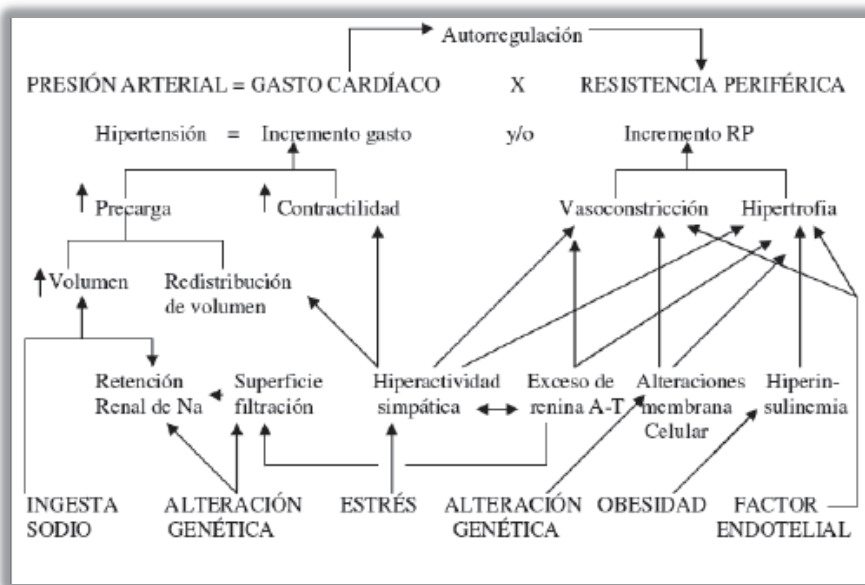 Autorregulación
PRESIÓN ARTERIAL = GASTO CARDÍACO X RESISTENCIA PERIFÉRICA
Hipertensión = Incremento gasto y/o Incremento RP
Precarga Contractilidad Vasoconstricción Hipertrofia
Volumen Redistribución
de volumen
Retención Superficie Hiperactividad Exceso de Alteraciones Hiperin-
Renal de Na filtración simpática renina A-T membrana sulinemia
Celular
INGESTA ALTERACIÓN ESTRÉS ALTERACIÓN OBESIDAD FACTOR
SODIO GENÉTICA GENÉTICA ENDOTELIAL